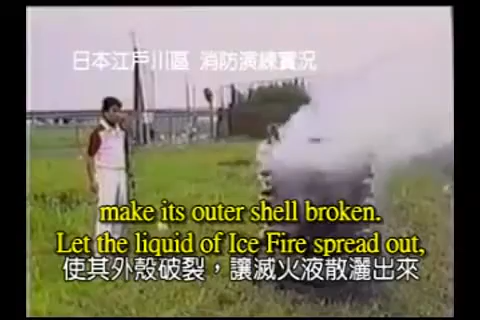 日本江戶川區 消防演練實況
make its outer shell broken.
Let the liquid of Ice Fire spread out,
使其外殼破裂，讓滅火液散灑出來